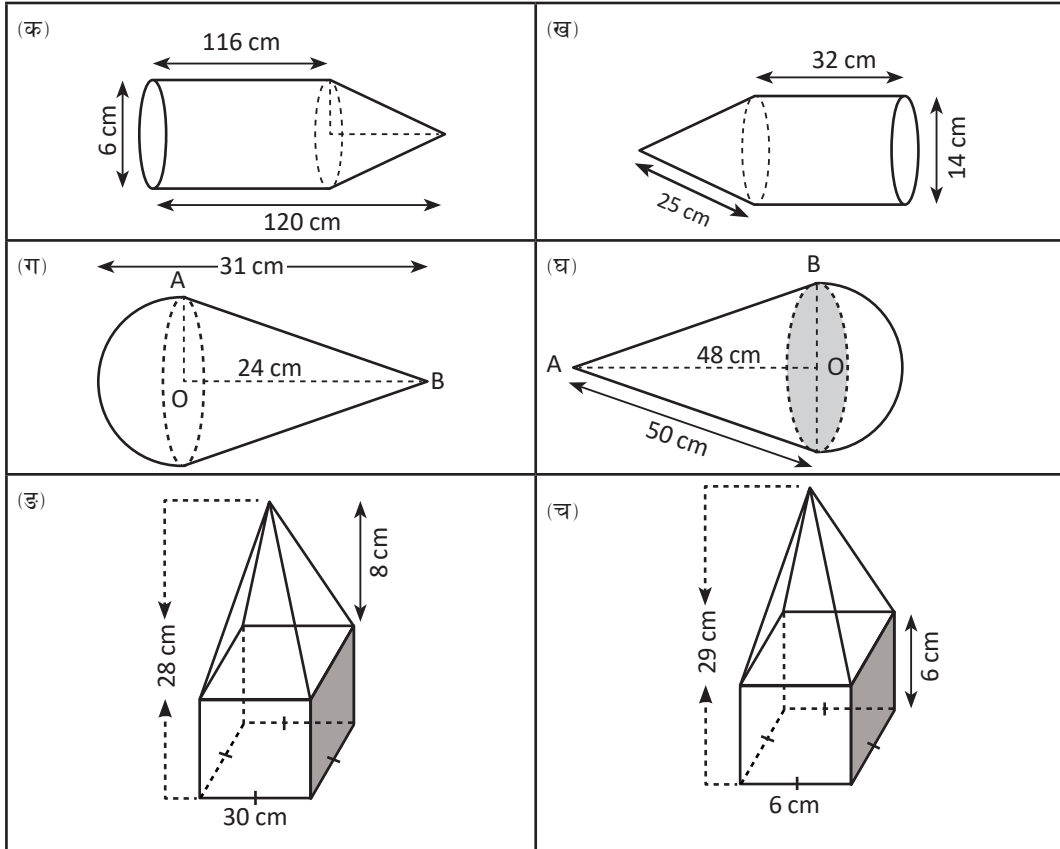 (क)
116 cm
6 cm
120 cm
(ख)
32 cm
14 cm
25 cm
(ग)
31 cm
A
24 cm
O
B
(घ)
B
A
48 cm
O
50 cm
(ङ)
8 cm
28 cm
30 cm
(च)
29 cm
6 cm
6 cm